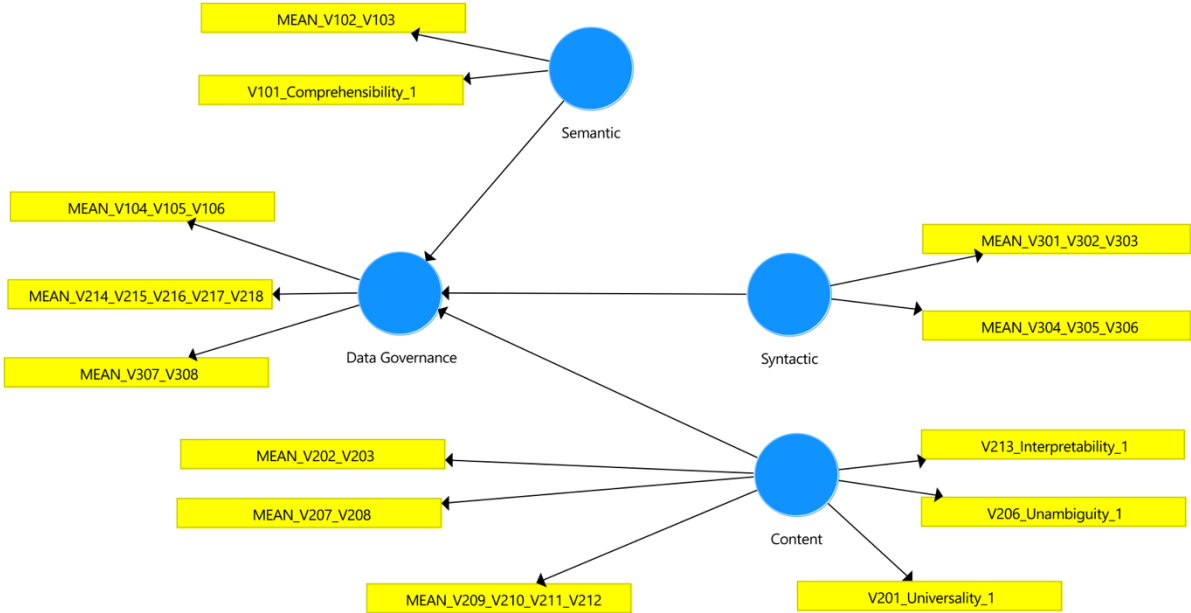 MEAN_V102_V103
V101_Comprehensibility_1
Semantic
MEAN_V104_V105_V106
MEAN_V301_V302_V303
MEAN_V214_V215_V216_V217_V218
MEAN_V304_V305_V306
Data Governance
Syntactic
MEAN_V307_V308
V213_Interpretability_1
MEAN_V202_V203
MEAN_V207_V208
V206_Unambiguity_1
Content
MEAN_V209_V210_V211_V212
V201_Universality_1